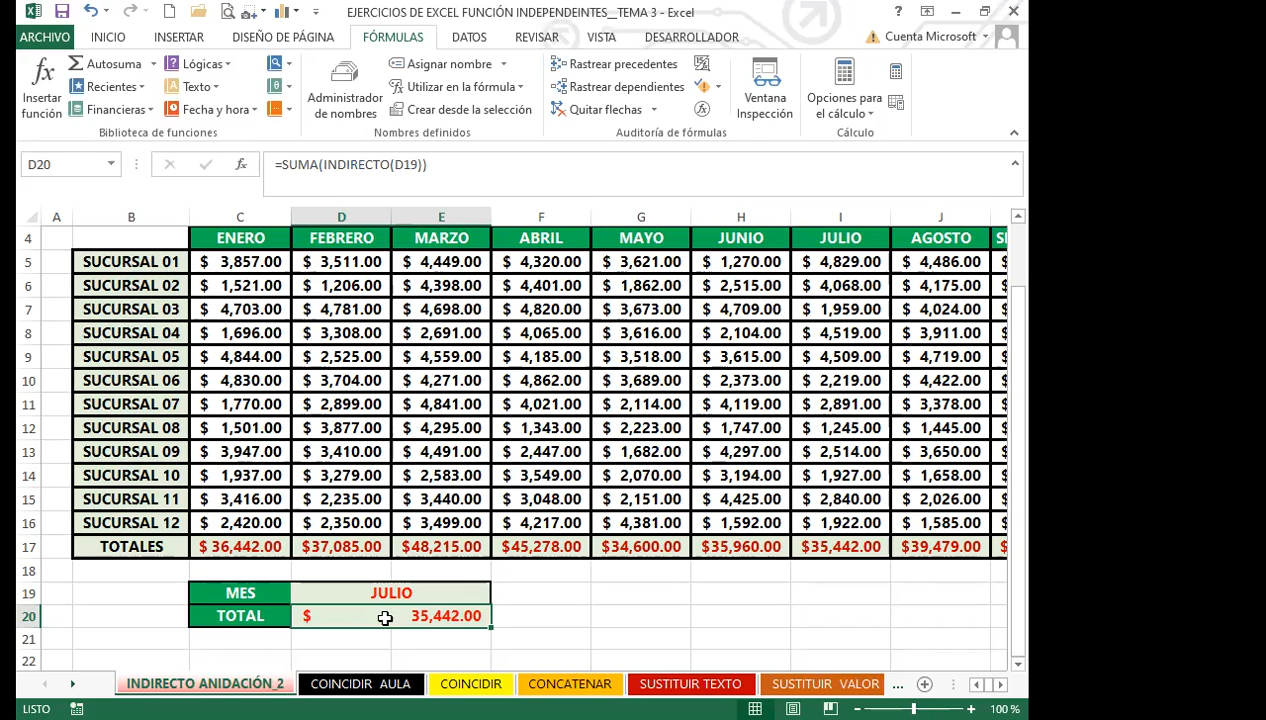 EJERCICIOS DE EXCEL FUNCIÓN INDEPENDEINTES__TEMA 3 - Excel
?
ARCHIVO INICIO INSERTAR DISEÑO DE PÁGINA FÓRMULAS DATOS REVISAR VISTA DESARROLLADOR Cuenta Microsoft
Insertar función
Autosuma
Recientes
Financieras
Lógicas
Texto
Fecha y hora
Biblioteca de funciones
Administrador de nombres
Asignar nombre
Utilizar en la fórmula
Crear desde la selección
Nombres definidos
Rastrear precedentes
Rastrear dependientes
Quitar flechas
Auditoría de fórmulas
Ventana Inspección
Opciones para el cálculo
Cálculo
D20 fx =SUMA(INDIRECTO(D19))
A B C D E F G H I J
4 ENERO FEBRERO MARZO ABRIL MAYO JUNIO JULIO AGOSTO
5 SUCURSAL 01 $ 3,857.00 $ 3,511.00 $ 4,449.00 $ 4,320.00 $ 3,621.00 $ 1,270.00 $ 4,829.00 $ 4,486.00 $
6 SUCURSAL 02 $ 1,521.00 $ 1,206.00 $ 4,398.00 $ 4,401.00 $ 1,862.00 $ 2,515.00 $ 4,068.00 $ 4,175.00 $
7 SUCURSAL 03 $ 4,703.00 $ 4,781.00 $ 4,698.00 $ 4,820.00 $ 3,673.00 $ 4,709.00 $ 1,959.00 $ 4,024.00 $
8 SUCURSAL 04 $ 1,696.00 $ 3,308.00 $ 2,691.00 $ 4,065.00 $ 3,616.00 $ 2,104.00 $ 4,519.00 $ 3,911.00 $
9 SUCURSAL 05 $ 4,844.00 $ 2,525.00 $ 4,559.00 $ 4,185.00 $ 3,518.00 $ 3,615.00 $ 4,509.00 $ 4,719.00 $
10 SUCURSAL 06 $ 4,830.00 $ 3,704.00 $ 4,271.00 $ 4,862.00 $ 3,689.00 $ 2,373.00 $ 2,219.00 $ 4,422.00 $
11 SUCURSAL 07 $ 1,770.00 $ 2,899.00 $ 4,841.00 $ 4,021.00 $ 2,114.00 $ 4,119.00 $ 2,891.00 $ 3,378.00 $
12 SUCURSAL 08 $ 1,501.00 $ 3,877.00 $ 4,295.00 $ 1,343.00 $ 2,223.00 $ 1,747.00 $ 1,245.00 $ 1,445.00 $
13 SUCURSAL 09 $ 3,947.00 $ 3,410.00 $ 4,491.00 $ 2,447.00 $ 1,682.00 $ 4,297.00 $ 2,514.00 $ 3,650.00 $
14 SUCURSAL 10 $ 1,937.00 $ 3,279.00 $ 2,583.00 $ 3,549.00 $ 2,070.00 $ 3,194.00 $ 1,927.00 $ 1,658.00 $
15 SUCURSAL 11 $ 3,416.00 $ 2,235.00 $ 3,440.00 $ 3,048.00 $ 2,151.00 $ 4,425.00 $ 2,840.00 $ 2,026.00 $
16 SUCURSAL 12 $ 2,420.00 $ 2,350.00 $ 3,499.00 $ 4,217.00 $ 4,381.00 $ 1,592.00 $ 1,922.00 $ 1,585.00 $
17 TOTALES $ 36,442.00 $37,085.00 $48,215.00 $45,278.00 $34,600.00 $35,960.00 $35,442.00 $39,479.00 $
18
19 MES JULIO
20 TOTAL $ 35,442.00
21
22
INDIRECTO ANIDACIÓN_2 COINCIDIR AULA COINCIDIR CONCATENAR SUSTITUIR TEXTO SUSTITUIR VALOR ...
LISTO 100 %